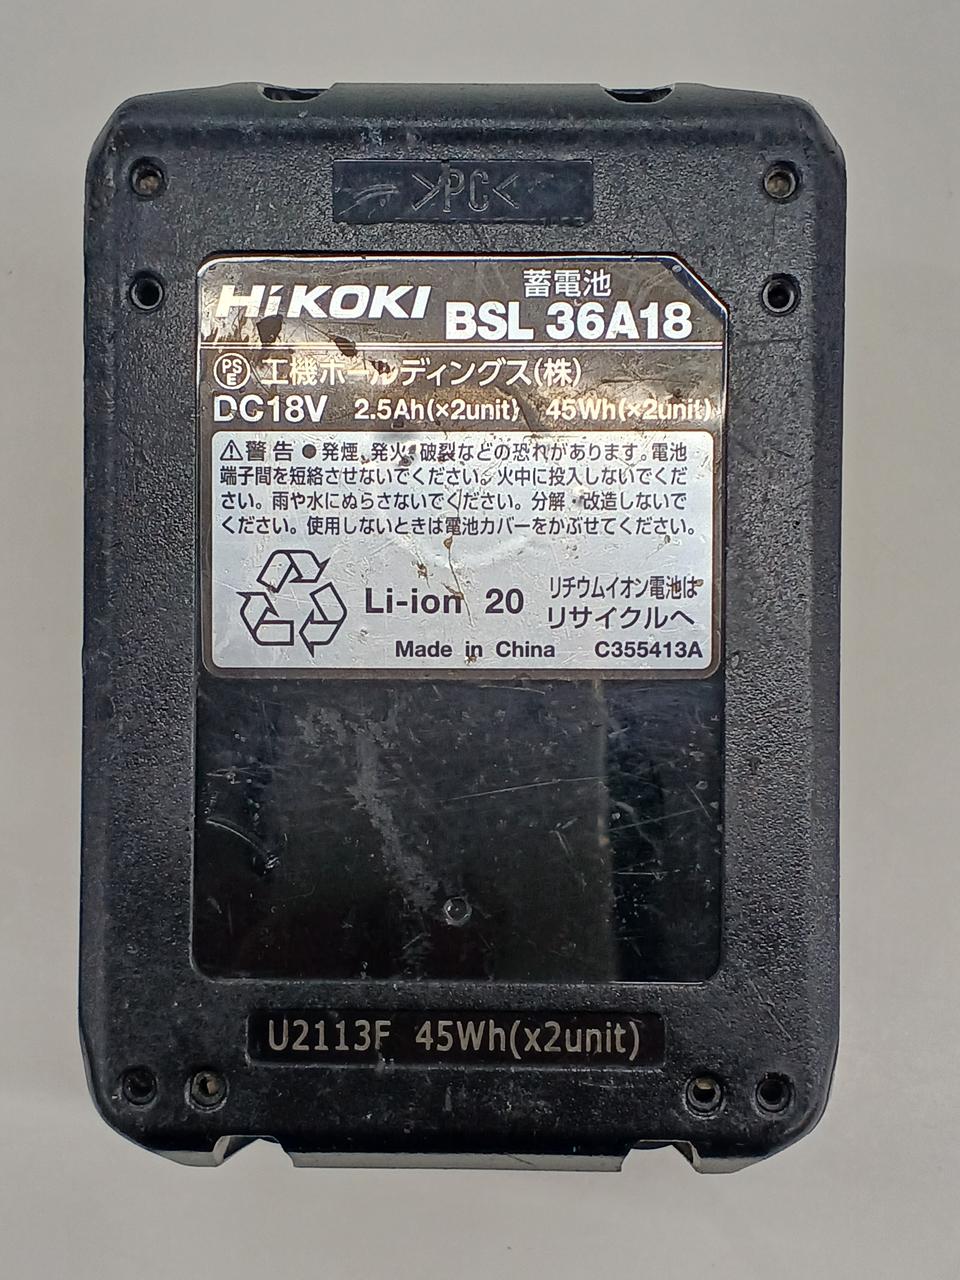 >PC<
HiKOKI 蓄電池 BSL 36A18
PSE 工機ホールディングス(株)
DC18V 2.5Ah(×2unit) 45Wh(×2unit)
⚠警告 ●発煙、発火、破裂などの恐れがあります。電池
端子間を短絡させないでください。火中に投入しないでくだ
さい。雨や水にぬらさないでください。分解・改造しないで
ください。使用しないときは電池カバーをかぶせてください。
Li-ion 20 リチウムイオン電池は
リサイクルへ
Made in China C355413A
U2113F 45Wh(x2unit)